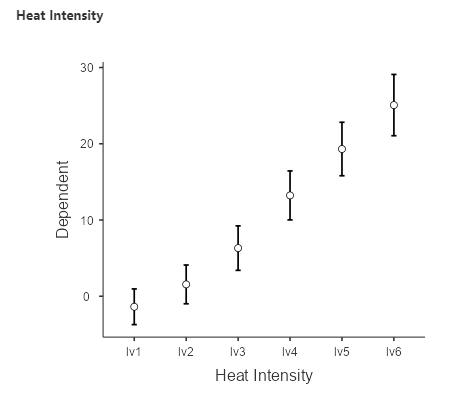 Heat Intensity
30
20
10
0
Dependent
lv1 lv2 lv3 lv4 lv5 lv6
Heat Intensity